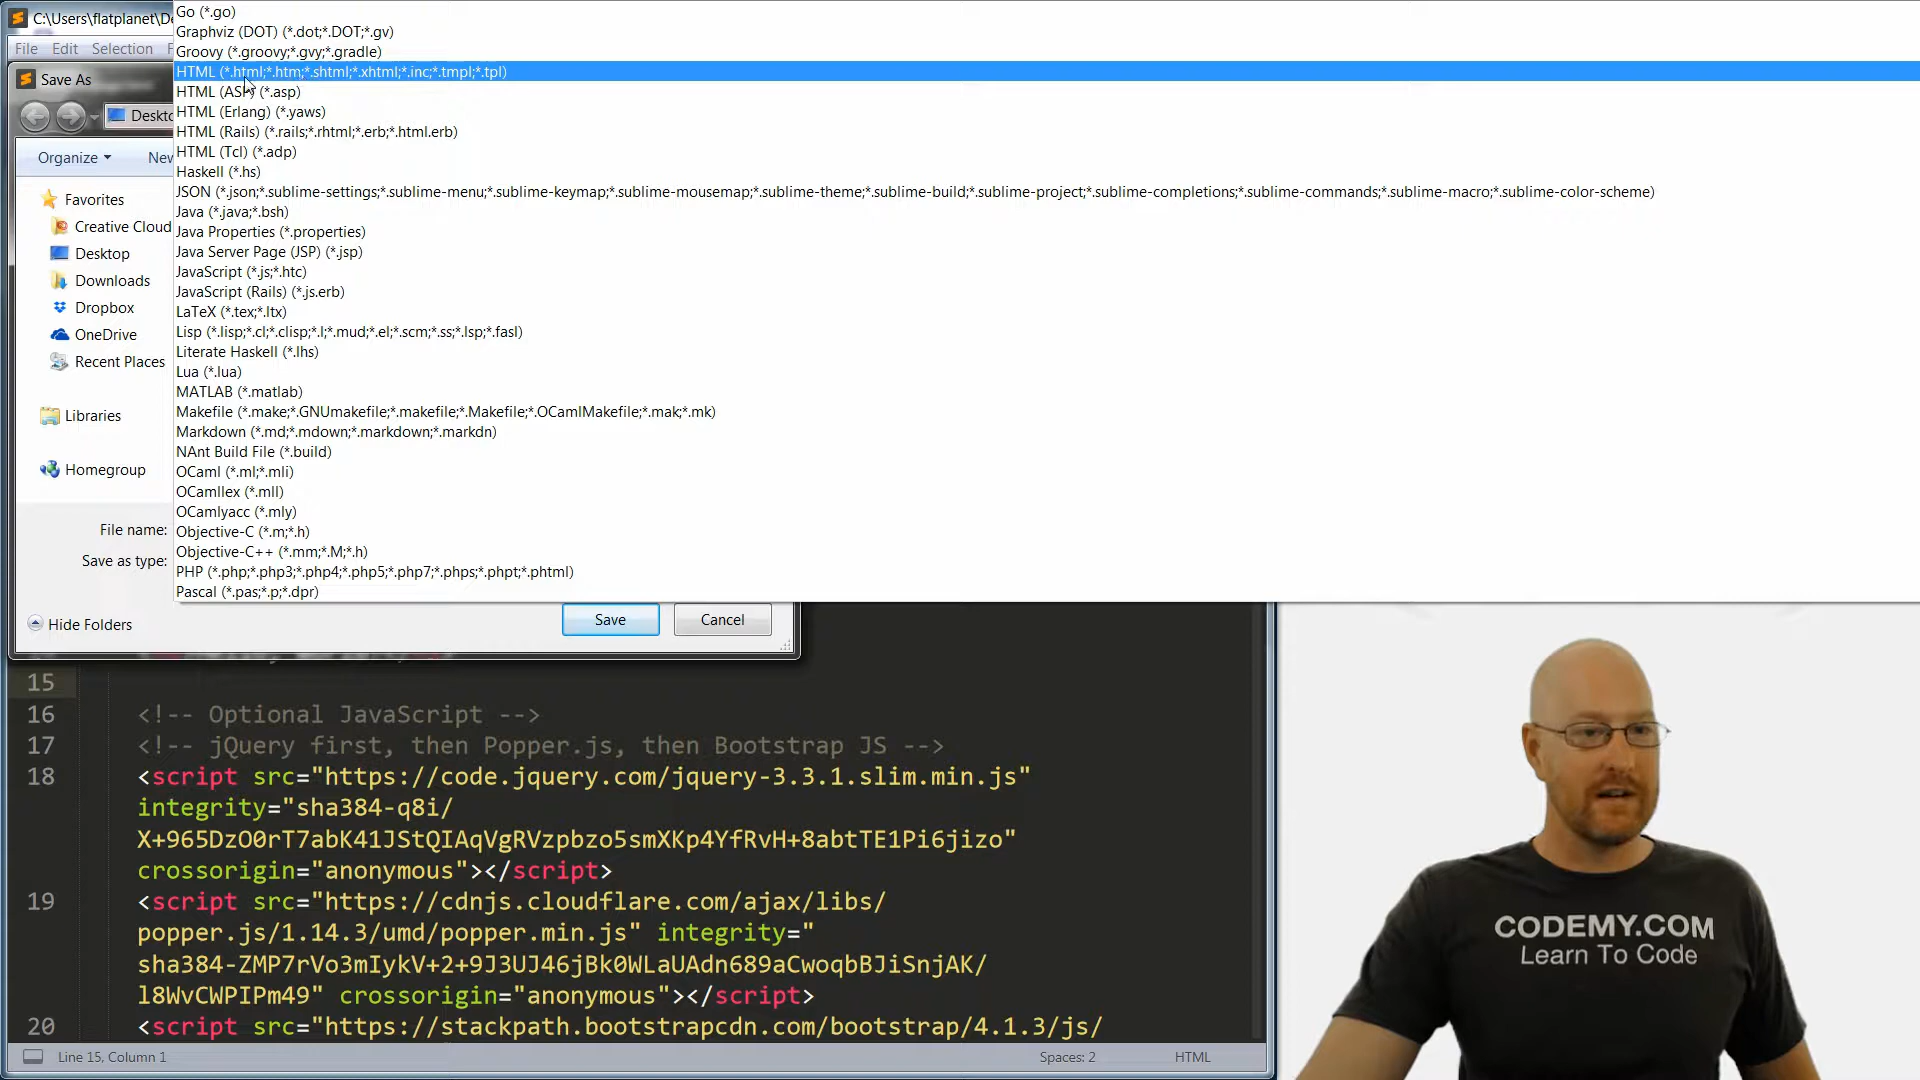 C:\Users\flatplanet\De
File Edit Selection F
Save As
Deskto
Organize
New
Favorites
Creative Cloud
Desktop
Downloads
Dropbox
OneDrive
Recent Places
Libraries
Homegroup
File name:
Save as type:
Go (*.go)
Graphviz (DOT) (*.dot;*.DOT;*.gv)
Groovy (*.groovy;*.gvy;*.gradle)
HTML (*.html;*.htm;*.shtml;*.xhtml;*.inc;*.tmpl;*.tpl)
HTML (ASP) (*.asp)
HTML (Erlang) (*.yaws)
HTML (Rails) (*.rails;*.rhtml;*.erb;*.html.erb)
HTML (Tcl) (*.adp)
Haskell (*.hs)
JSON (*.json;*.sublime-settings;*.sublime-menu;*.sublime-keymap;*.sublime-mousemap;*.sublime-theme;*.sublime-build;*.sublime-project;*.sublime-completions;*.sublime-commands;*.sublime-macro;*.sublime-color-scheme)
Java (*.java;*.bsh)
Java Properties (*.properties)
Java Server Page (JSP) (*.jsp)
JavaScript (*.js;*.htc)
JavaScript (Rails) (*.js.erb)
LaTeX (*.tex;*.ltx)
Lisp (*.lisp;*.cl;*.clisp;*.l;*.mud;*.el;*.scm;*.ss;*.lsp;*.fasl)
Literate Haskell (*.lhs)
Lua (*.lua)
MATLAB (*.matlab)
Makefile (*.make;*.GNUmakefile;*.makefile;*.Makefile;*.OCamlMakefile;*.mak;*.mk)
Markdown (*.md;*.mdown;*.markdown;*.markdn)
NAnt Build File (*.build)
OCaml (*.ml;*.mli)
OCamllex (*.mll)
OCamlyacc (*.mly)
Objective-C (*.m;*.h)
Objective-C++ (*.mm;*.M;*.h)
PHP (*.php;*.php3;*.php4;*.php5;*.php7;*.phps;*.phpt;*.phtml)
Pascal (*.pas;*.p;*.dpr)
Hide Folders
Save
Cancel
15
16 <!-- Optional JavaScript -->
17 <!-- jQuery first, then Popper.js, then Bootstrap JS -->
18 <script src="https://code.jquery.com/jquery-3.3.1.slim.min.js"
integrity="sha384-q8i/
X+965DzO0rT7abK41JStQIAqVgRVzpbzo5smXKp4YfRvH+8abtTE1Pi6jizo"
crossorigin="anonymous"></script>
19 <script src="https://cdnjs.cloudflare.com/ajax/libs/
popper.js/1.14.3/umd/popper.min.js" integrity="
sha384-ZMP7rVo3mIykV+2+9J3UJ46jBk0WLaUAdn689aCwoqbBJiSnjAK/
l8WvCWPIPm49" crossorigin="anonymous"></script>
20 <script src="https://stackpath.bootstrapcdn.com/bootstrap/4.1.3/js/
Line 15, Column 1
Spaces: 2
HTML
CODEMY.COM
Learn To Code